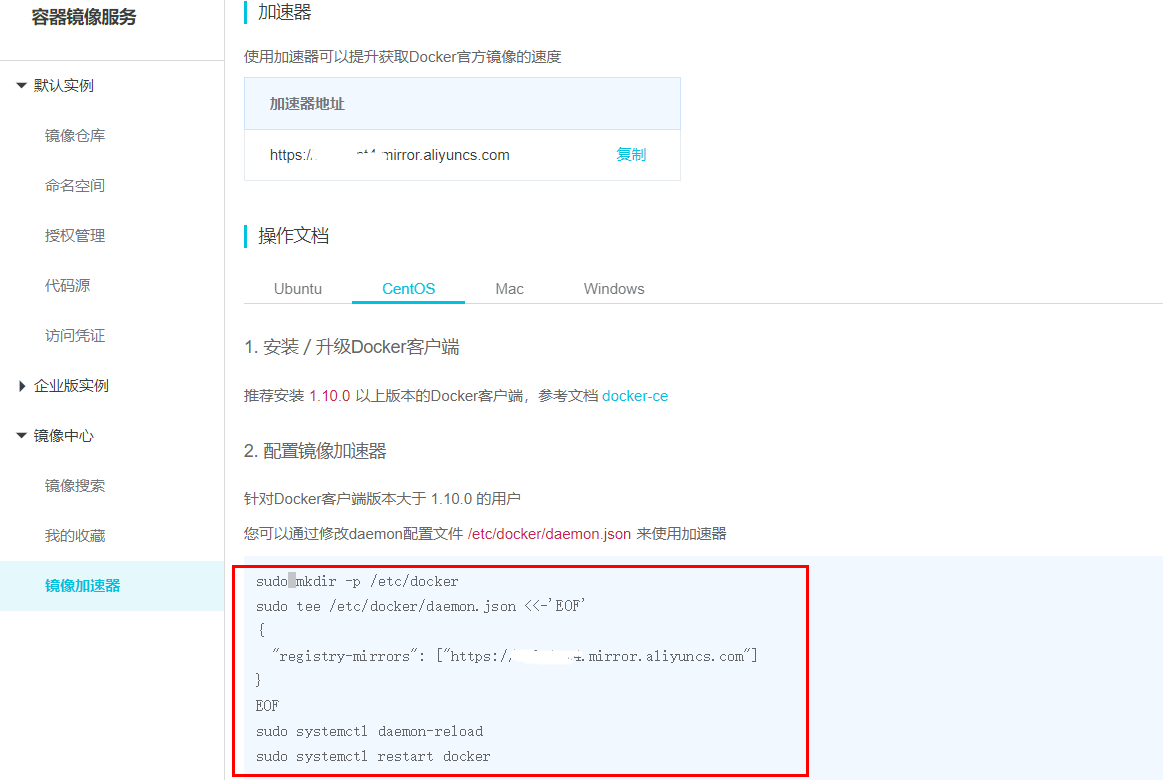 容器镜像服务
默认实例
镜像仓库
命名空间
授权管理
代码源
访问凭证
企业版实例
镜像中心
镜像搜索
我的收藏
镜像加速器
加速器
使用加速器可以提升获取Docker官方镜像的速度
加速器地址
https:/ mirror.aliyuncs.com 复制
操作文档
Ubuntu CentOS Mac Windows
1. 安装 / 升级Docker客户端
推荐安装 1.10.0 以上版本的Docker客户端，参考文档 docker-ce
2. 配置镜像加速器
针对Docker客户端版本大于 1.10.0 的用户
您可以通过修改daemon配置文件 /etc/docker/daemon.json 来使用加速器
sudo mkdir -p /etc/docker
sudo tee /etc/docker/daemon.json <<-'EOF'
{
"registry-mirrors": ["https:/ 4.mirror.aliyuncs.com"]
}
EOF
sudo systemctl daemon-reload
sudo systemctl restart docker